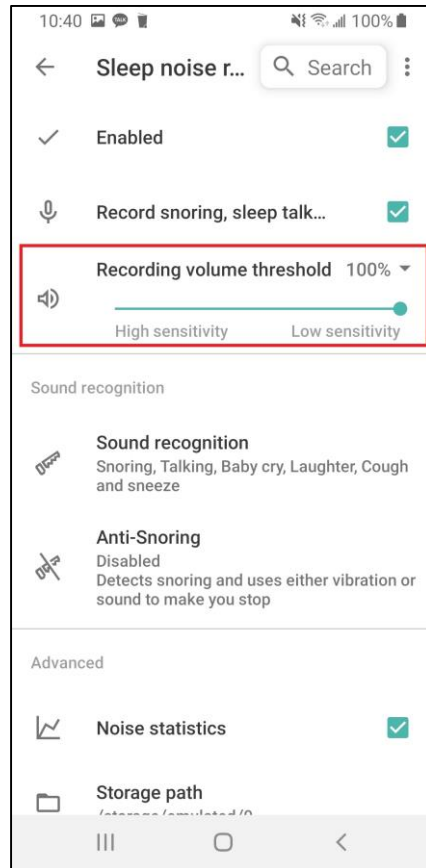 10:40 TALK 100%
Sleep noise r... Search
Enabled
Record snoring, sleep talk...
Recording volume threshold 100%
High sensitivity Low sensitivity
Sound recognition
Sound recognition
Snoring, Talking, Baby cry, Laughter, Cough
and sneeze
Anti-Snoring
Disabled
Detects snoring and uses either vibration or
sound to make you stop
Advanced
Noise statistics
Storage path